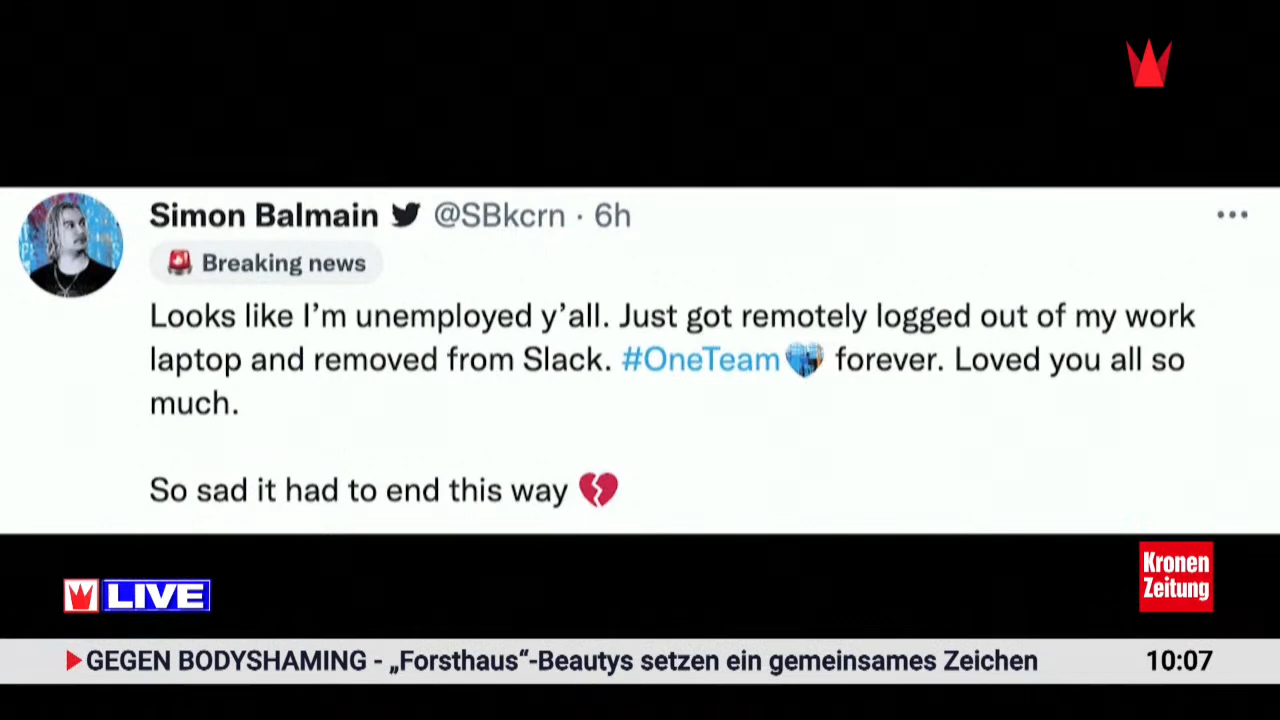 Simon Balmain @SBkcrn · 6h
🚨 Breaking news
Looks like I’m unemployed y’all. Just got remotely logged out of my work
laptop and removed from Slack. #OneTeam💙 forever. Loved you all so
much.
So sad it had to end this way 💔
Kronen
Zeitung
LIVE
GEGEN BODYSHAMING - „Forsthaus“-Beautys setzen ein gemeinsames Zeichen 10:07